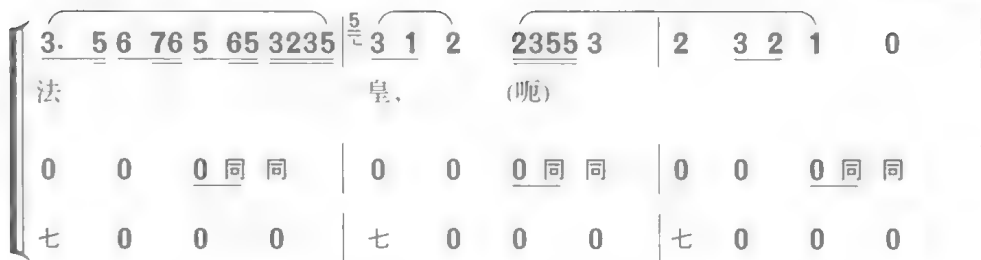 3· 5 6 76 5 65 3235 | 5 3 1 2 2355 3 | 2 3 2 1 0
法 皇, (呃)
0 0 0 同 同 | 0 0 0 同 同 | 0 0 0 同 同
七 0 0 0 | 七 0 0 0 | 七 0 0 0